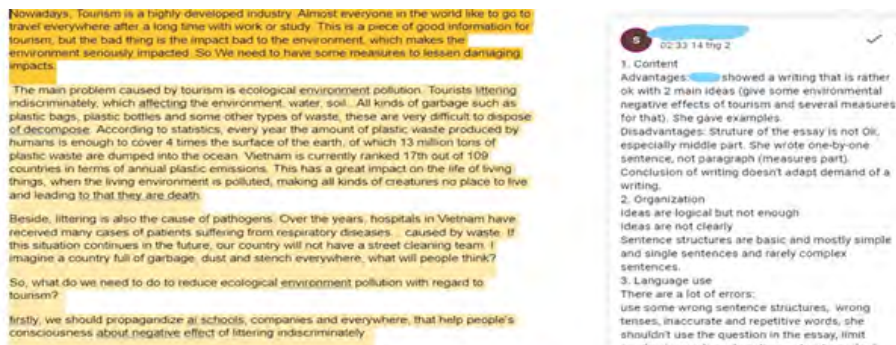 Nowadays, Tourism is a highly developed industry. Almost everyone in the world like to go to
travel everywhere after a long time with work or study. This is a piece of good information for
tourism, but the bad thing is the impact bad to the environment, which makes the
environment seriously impacted. So We need to have some measures to lessen damaging
impacts.
The main problem caused by tourism is ecological environment pollution. Tourists littering
indiscriminately, which affecting the environment, water, soil...All kinds of garbage such as
plastic bags, plastic bottles and some other types of waste, these are very difficult to dispose
of decompose. According to statistics, every year the amount of plastic waste produced by
humans is enough to cover 4 times the surface of the earth, of which 13 million tons of
plastic waste are dumped into the ocean. Vietnam is currently ranked 17th out of 109
countries in terms of annual plastic emissions. This has a great impact on the life of living
things, when the living environment is polluted, making all kinds of creatures no place to live
and leading to that they are death.
Beside, littering is also the cause of pathogens. Over the years, hospitals in Vietnam have
received many cases of patients suffering from respiratory diseases... caused by waste. If
this situation continues in the future, our country will not have a street cleaning team. I
imagine a country full of garbage, dust and stench everywhere, what will people think?
So, what do we need to do to reduce ecological environment pollution with regard to
tourism?
firstly, we should propagandize ai schools, companies and everywhere, that help people's
consciousness about negative effect of littering indiscriminately.
S
02:33 14 thg 2
1. Content
Advantages: showed a writing that is rather
ok with 2 main ideas (give some environmental
negative effects of tourism and several measures
for that). She gave examples.
Disadvantages: Struture of the essay is not Ok,
especially middle part. She wrote one-by-one
sentence, not paragraph (measures part).
Conclusion of writing doesn't adapt demand of a
writing.
2. Organization
Ideas are logical but not enough
Ideas are not clearly
Sentence structures are basic and mostly simple
and single sentences and rarely complex
sentences.
3. Language use
There are a lot of errors:
use some wrong sentence structures, wrong
tenses, inaccurate and repetitive words, she
shouldn't use the question in the essay, limit